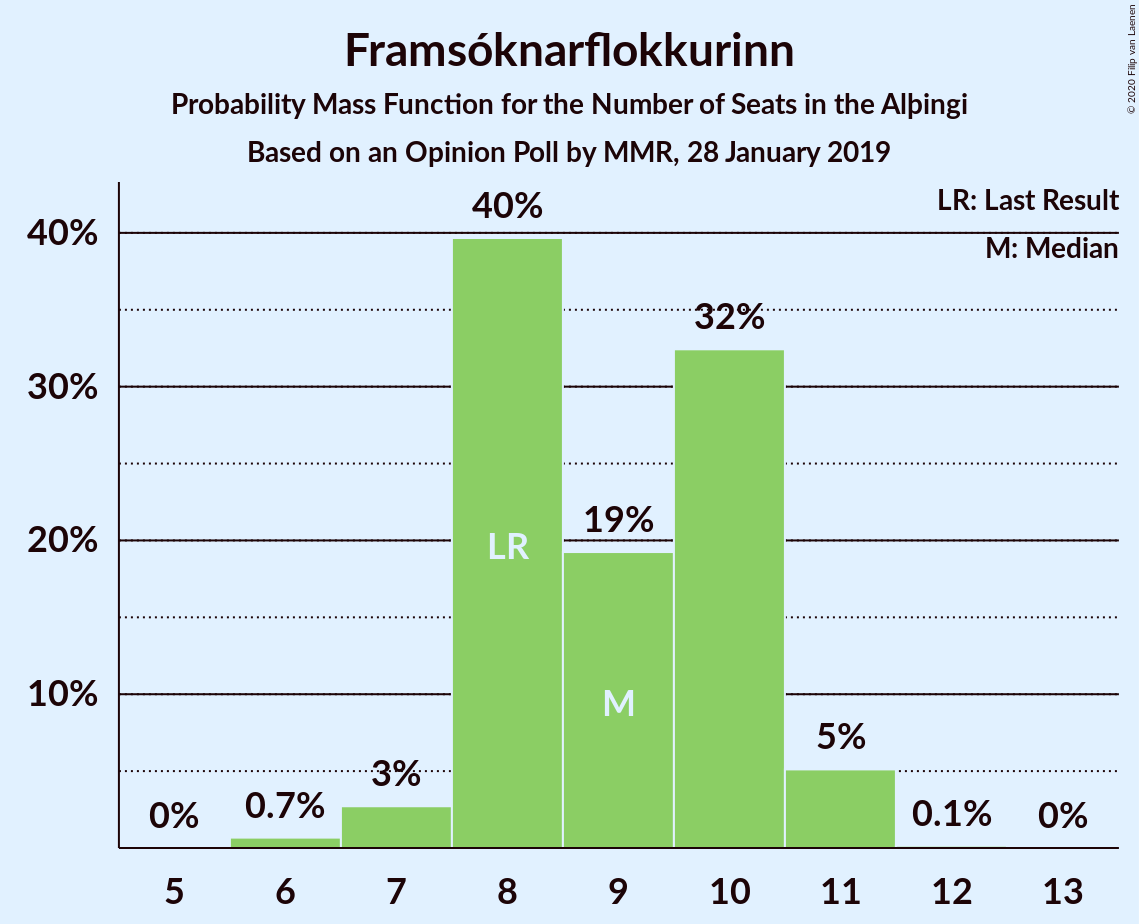 Framsóknarflokkurinn
Probability Mass Function for the Number of Seats in the Alþingi
Based on an Opinion Poll by MMR, 28 January 2019
© 2020 Filip van Laenen
LR: Last Result
M: Median
40%
30%
20%
10%
0%
0.7%
3%
40%
19%
32%
5%
0.1%
0%
LR
M
5
6
7
8
9
10
11
12
13